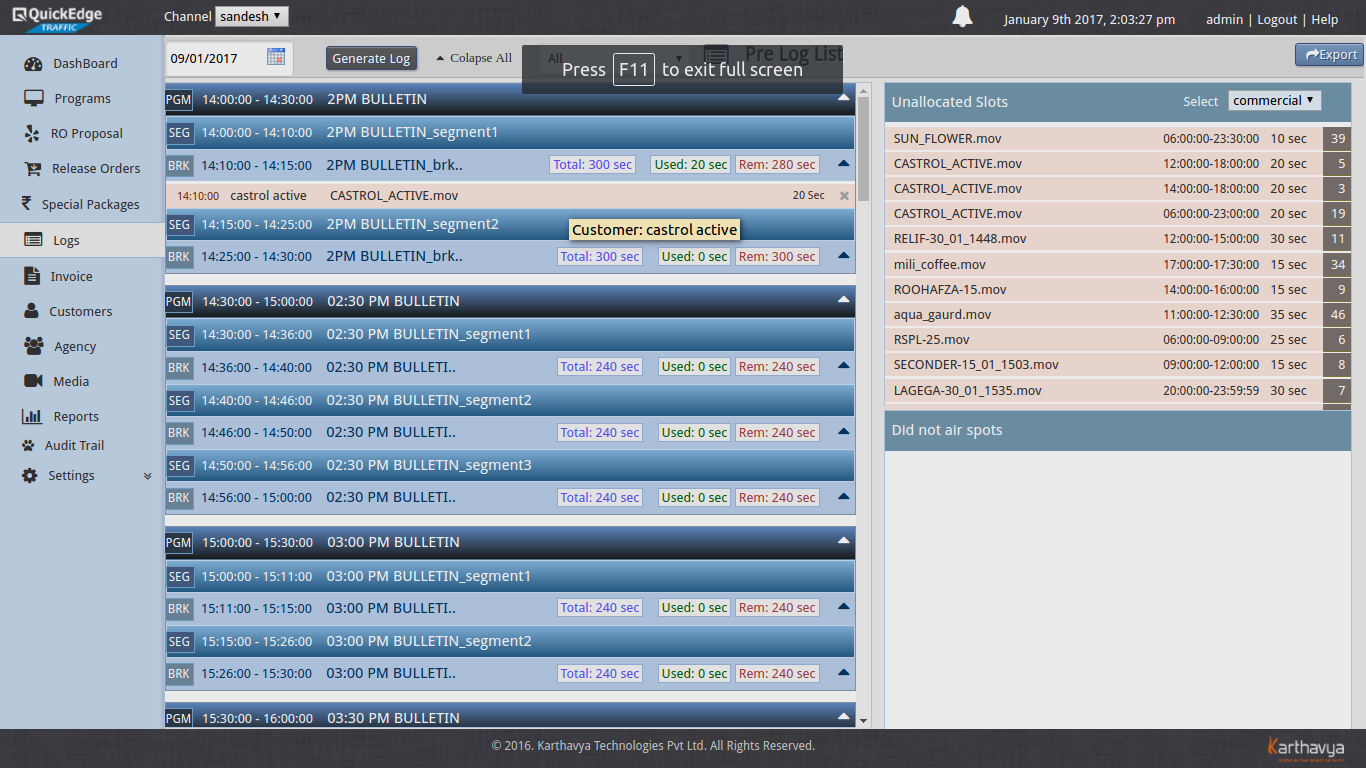 QuickEdge
TRAFFIC
Channel sandesh
January 9th 2017, 2:03:27 pm
admin | Logout | Help
DashBoard
Programs
RO Proposal
Release Orders
Special Packages
Logs
Invoice
Customers
Agency
Media
Reports
Audit Trail
Settings
09/01/2017 Generate Log Colapse All All Pre Log List Export
Press F11 to exit full screen
PGM 14:00:00 - 14:30:00 2PM BULLETIN
SEG 14:00:00 - 14:10:00 2PM BULLETIN_segment1
BRK 14:10:00 - 14:15:00 2PM BULLETIN_brk.. Total: 300 sec Used: 20 sec Rem: 280 sec
14:10:00 castrol active CASTROL_ACTIVE.mov 20 Sec
SEG 14:15:00 - 14:25:00 2PM BULLETIN_segment2
Customer: castrol active
BRK 14:25:00 - 14:30:00 2PM BULLETIN_brk.. Total: 300 sec Used: 0 sec Rem: 300 sec
PGM 14:30:00 - 15:00:00 02:30 PM BULLETIN
SEG 14:30:00 - 14:36:00 02:30 PM BULLETIN_segment1
BRK 14:36:00 - 14:40:00 02:30 PM BULLETI.. Total: 240 sec Used: 0 sec Rem: 240 sec
SEG 14:40:00 - 14:46:00 02:30 PM BULLETIN_segment2
BRK 14:46:00 - 14:50:00 02:30 PM BULLETI.. Total: 240 sec Used: 0 sec Rem: 240 sec
SEG 14:50:00 - 14:56:00 02:30 PM BULLETIN_segment3
BRK 14:56:00 - 15:00:00 02:30 PM BULLETI.. Total: 240 sec Used: 0 sec Rem: 240 sec
PGM 15:00:00 - 15:30:00 03:00 PM BULLETIN
SEG 15:00:00 - 15:11:00 03:00 PM BULLETIN_segment1
BRK 15:11:00 - 15:15:00 03:00 PM BULLETI.. Total: 240 sec Used: 0 sec Rem: 240 sec
SEG 15:15:00 - 15:26:00 03:00 PM BULLETIN_segment2
BRK 15:26:00 - 15:30:00 03:00 PM BULLETI.. Total: 240 sec Used: 0 sec Rem: 240 sec
PGM 15:30:00 - 16:00:00 03:30 PM BULLETIN
Unallocated Slots Select commercial
SUN_FLOWER.mov 06:00:00-23:30:00 10 sec 39
CASTROL_ACTIVE.mov 12:00:00-18:00:00 20 sec 5
CASTROL_ACTIVE.mov 14:00:00-18:00:00 20 sec 3
CASTROL_ACTIVE.mov 06:00:00-23:00:00 20 sec 19
RELIF-30_01_1448.mov 12:00:00-15:00:00 30 sec 11
mili_coffee.mov 17:00:00-17:30:00 15 sec 34
ROOHAFZA-15.mov 14:00:00-16:00:00 15 sec 9
aqua_gaurd.mov 11:00:00-12:30:00 35 sec 46
RSPL-25.mov 06:00:00-09:00:00 25 sec 6
SECONDER-15_01_1503.mov 09:00:00-12:00:00 15 sec 8
LAGEGA-30_01_1535.mov 20:00:00-23:59:59 30 sec 7
Did not air spots
© 2016. Karthavya Technologies Pvt Ltd. All Rights Reserved.
Karthavya